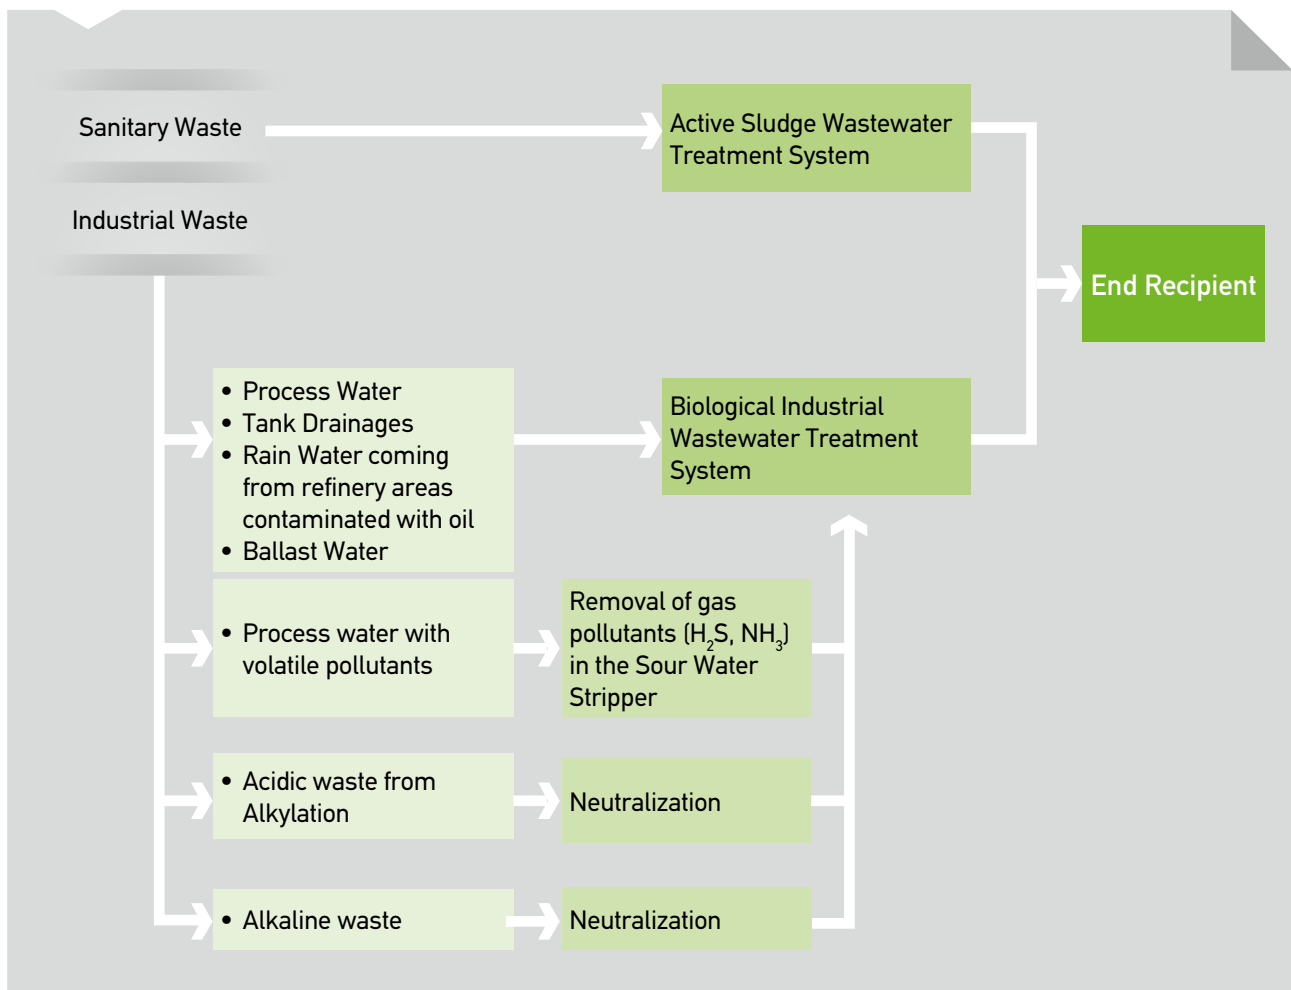 Sanitary Waste
Active Sludge Wastewater
Treatment System
Industrial Waste
End Recipient
• Process Water
• Tank Drainages
• Rain Water coming
from refinery areas
contaminated with oil
• Ballast Water
Biological Industrial
Wastewater Treatment
System
• Process water with
volatile pollutants
Removal of gas
pollutants (H₂S, NH₃)
in the Sour Water
Stripper
• Acidic waste from
Alkylation
Neutralization
• Alkaline waste
Neutralization